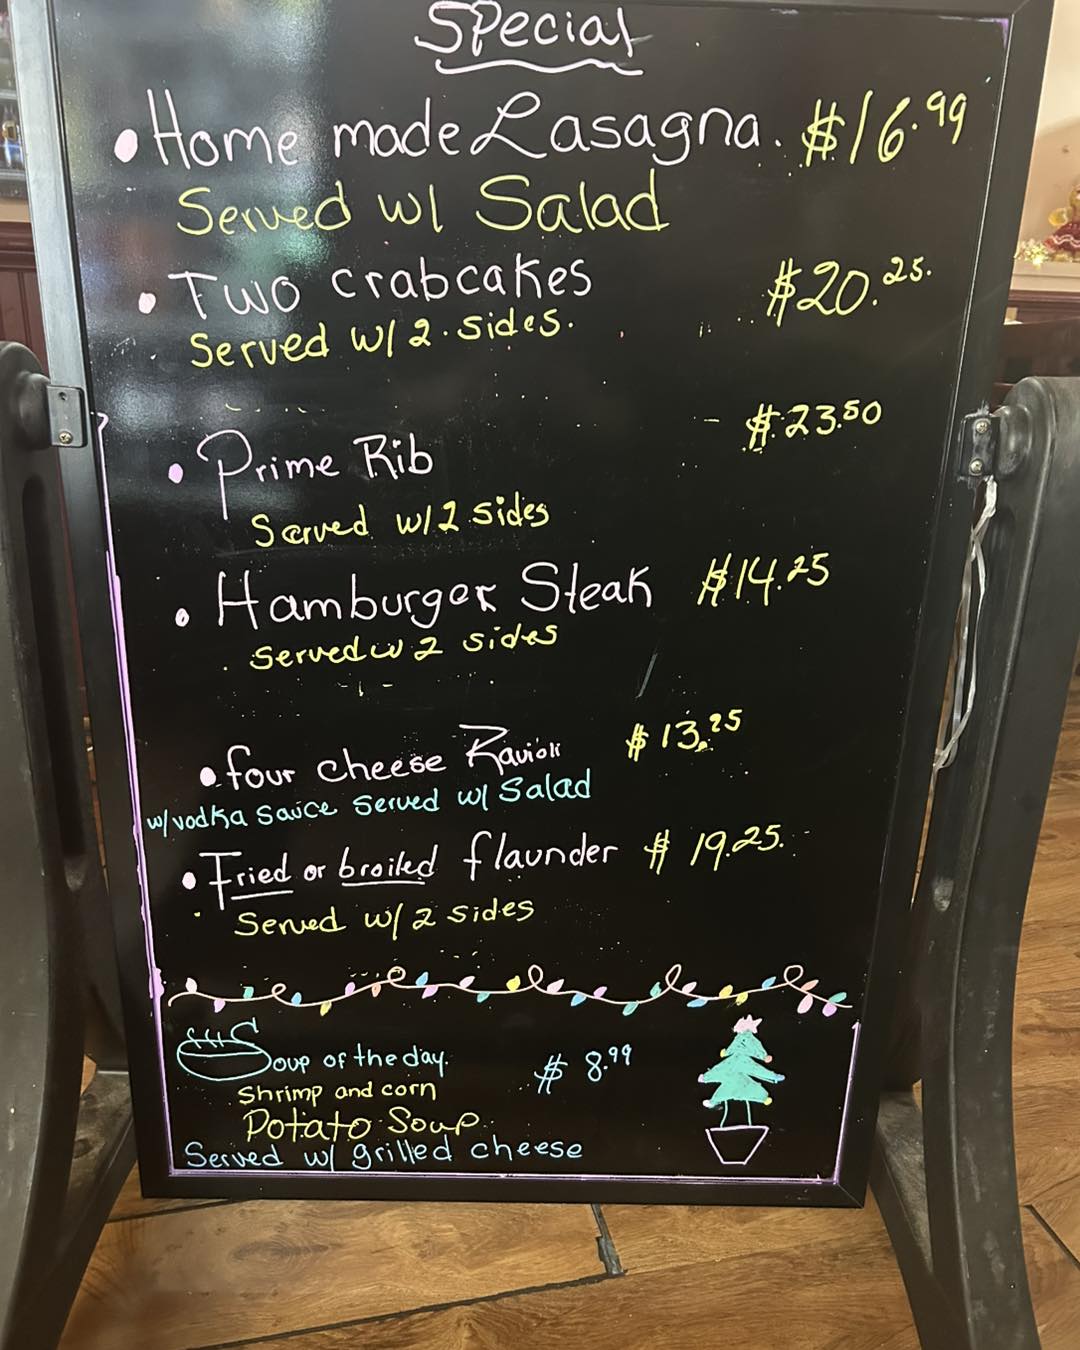 Special
• Home made Lasagna. $16.99
Served w/ Salad
• Two crabcakes $20.25.
Served w/ 2 sides.
• Prime Rib $23.50
Served w/ 2 sides
• Hamburger Steak $14.25
Served w 2 sides
• four cheese Ravioli $13.25
w/vodka sauce served w/ Salad
• Fried or broiled flaunder $19.25.
Served w/ 2 sides
Soup of the day. $8.99
Shrimp and corn
Potato Soup
Served w/ grilled cheese